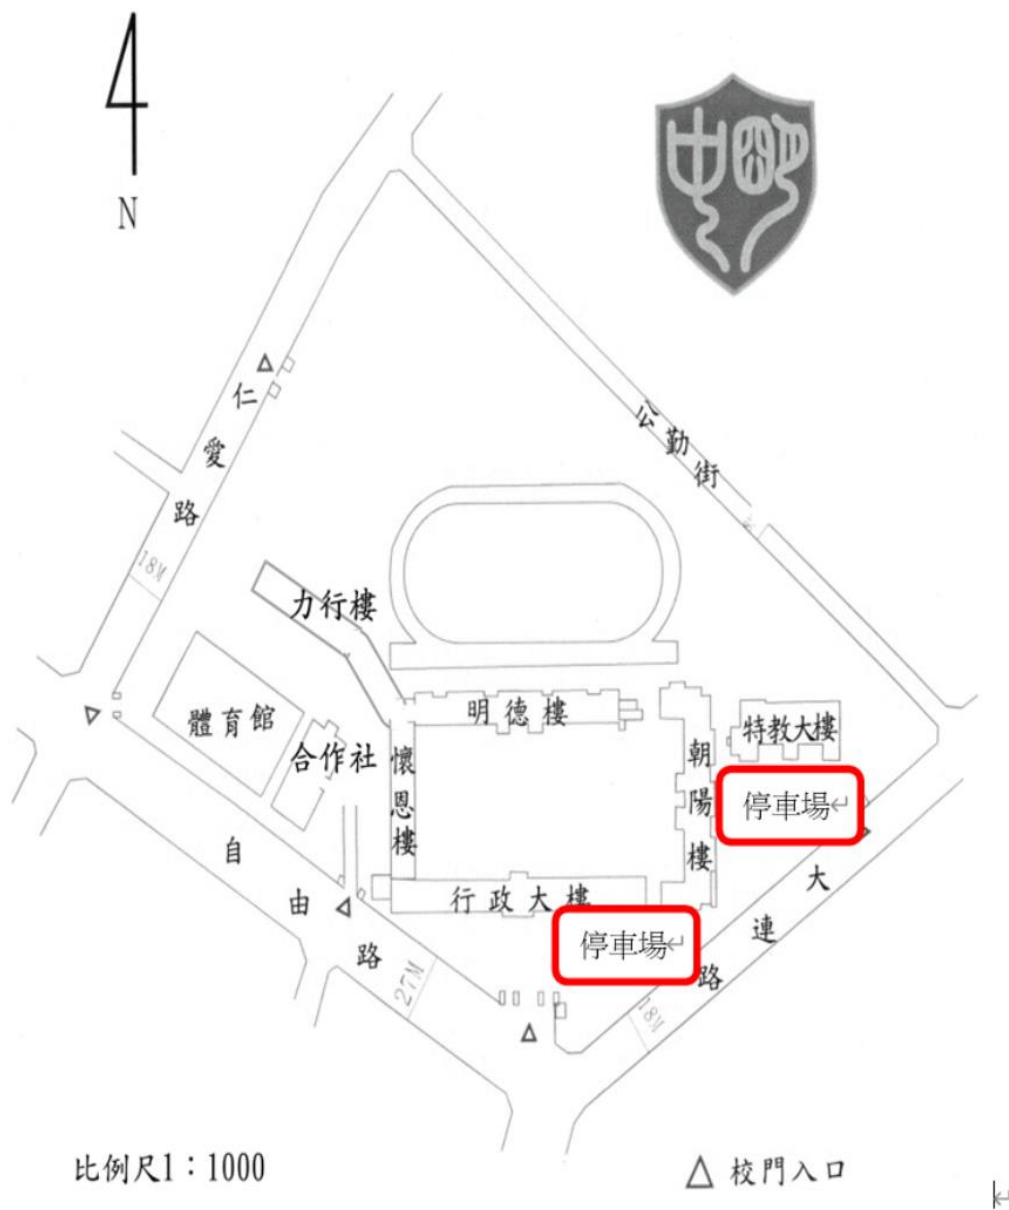 N
仁愛路
18M
公勤街
力行樓
體育館
合作社
明德樓
懷恩樓
朝陽樓
特教大樓
停車場
行政大樓
停車場
自由路
27M
大連路
18M
比例尺1：1000
校門入口